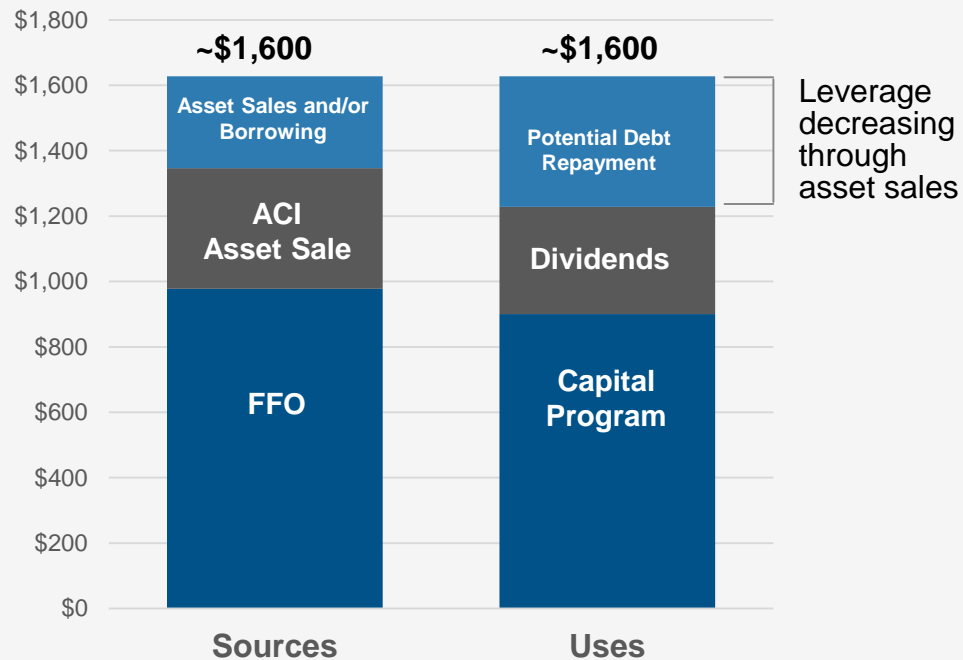 $1,800
$1,600
$1,400
$1,200
$1,000
$800
$600
$400
$200
$0
~$1,600
Asset Sales and/or
Borrowing
ACI
Asset Sale
FFO
Sources
~$1,600
Potential Debt
Repayment
Dividends
Capital
Program
Uses
Leverage
decreasing
through
asset sales